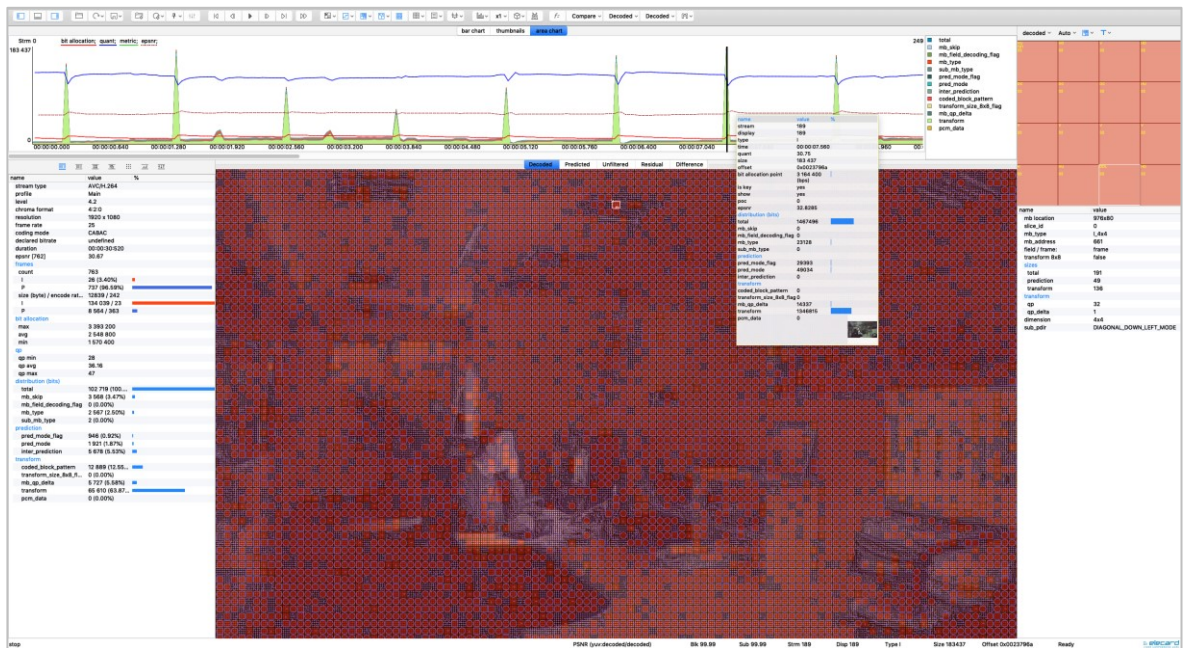 Compare Decoded Decoded
bar chart thumbnails area chart
Strm 0 bit allocation; quant; metric; epsnr; 249
183 437
0
00:00:00.000 00:00:00.640 00:00:01.280 00:00:01.920 00:00:02.560 00:00:03.200 00:00:03.840 00:00:04.480 00:00:05.120 00:00:05.760 00:00:06.400 00:00:07.040
total
mb_skip
mb_field_decoding_flag
mb_type
sub_mb_type
pred_mode_flag
pred_mode
inter_prediction
coded_block_pattern
transform_size_8x8_flag
mb_qp_delta
transform
pcm_data
decoded Auto
name value %
stream type AVC/H.264
profile Main
level 4.2
chroma format 4:2:0
resolution 1920 x 1080
frame rate 25
coding mode CABAC
declared bitrate undefined
duration 00:00:30:520
epsnr [762] 30.67
frames
count 763
I 26 (3.40%)
P 737 (96.59%)
size (byte) / encode rat... 12839 / 242
I 134 039 / 23
P 8 564 / 363
bit allocation
max 3 393 200
avg 2 548 800
min 1 570 400
qp
qp min 28
qp avg 36.16
qp max 47
distribution (bits)
total 102 719 (100....
mb_skip 3 568 (3.47%)
mb_field_decoding_flag 0 (0.00%)
mb_type 2 567 (2.50%)
sub_mb_type 2 (0.00%)
prediction
pred_mode_flag 946 (0.92%)
pred_mode 1 921 (1.87%)
inter_prediction 5 678 (5.53%)
transform
coded_block_pattern 12 889 (12.55...
transform_size_8x8_fl... 0 (0.00%)
mb_qp_delta 5 727 (5.58%)
transform 65 610 (63.87...
pcm_data 0 (0.00%)
Decoded Predicted Unfiltered Residual Difference
name value %
stream 189
display 189
type I
time 00:00:07.560
quant 30.75
size 183 437
offset 0x0023796a
bit allocation point 3 164 400
(bps)
is key yes
show yes
poc 0
epsnr 32.8285
distribution (bits)
total 1467496
mb_skip 0
mb_field_decoding_flag 0
mb_type 23128
sub_mb_type 0
prediction
pred_mode_flag 29393
pred_mode 49034
inter_prediction 0
transform
coded_block_pattern 0
transform_size_8x8_flag 0
mb_qp_delta 14337
transform 1346815
pcm_data 0
name value
mb location 976x80
slice_id 0
mb_type I_4x4
mb_address 661
field / frame: frame
transform 8x8 false
sizes
total 191
prediction 49
transform 136
transform
qp 32
qp_delta 1
dimension 4x4
sub_pdir DIAGONAL_DOWN_LEFT_MODE
stop PSNR (yuv:decoded/decoded) Blk 99.99 Sub 99.99 Strm 189 Disp 189 Type I Size 183437 Offset 0x0023796a Ready elecard